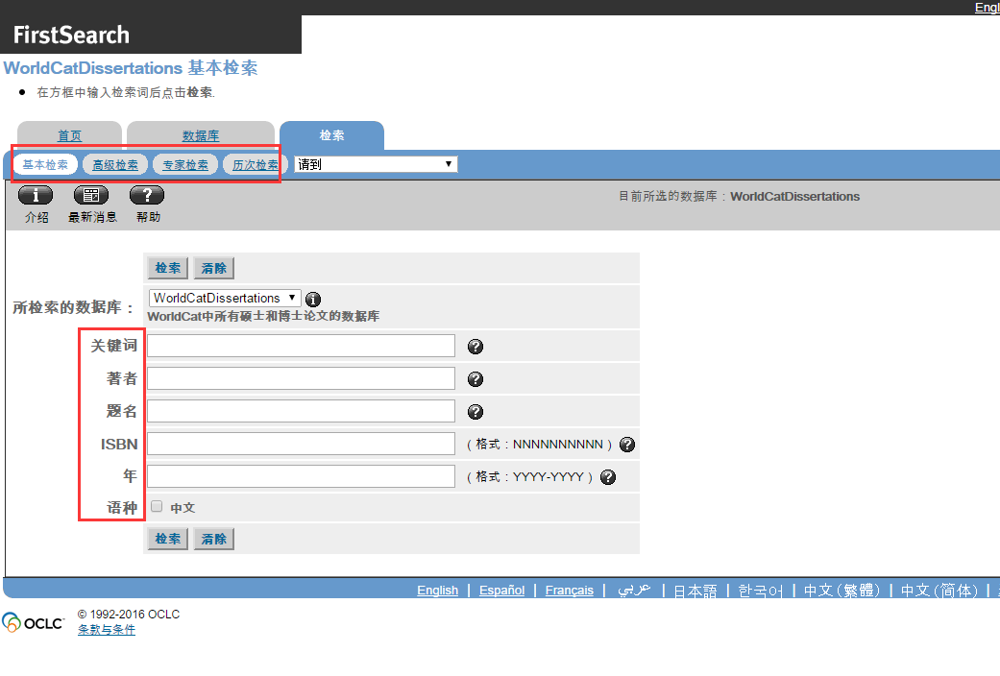 Engl
FirstSearch
WorldCatDissertations 基本检索
在方框中输入检索词后点击检索.
首页 数据库 检索
基本检索 高级检索 专家检索 历次检索 请到
介绍 最新消息 帮助 目前所选的数据库：WorldCatDissertations
检索 清除
所检索的数据库： WorldCatDissertations
WorldCat中所有硕士和博士论文的数据库
关键词
著者
题名
ISBN （格式：NNNNNNNNNN）
年 （格式：YYYY-YYYY）
语种 中文
检索 清除
English | Español | Français | عربي | 日本語 | 한국어 | 中文(繁體) | 中文(简体) |
OCLC © 1992-2016 OCLC
条款与条件